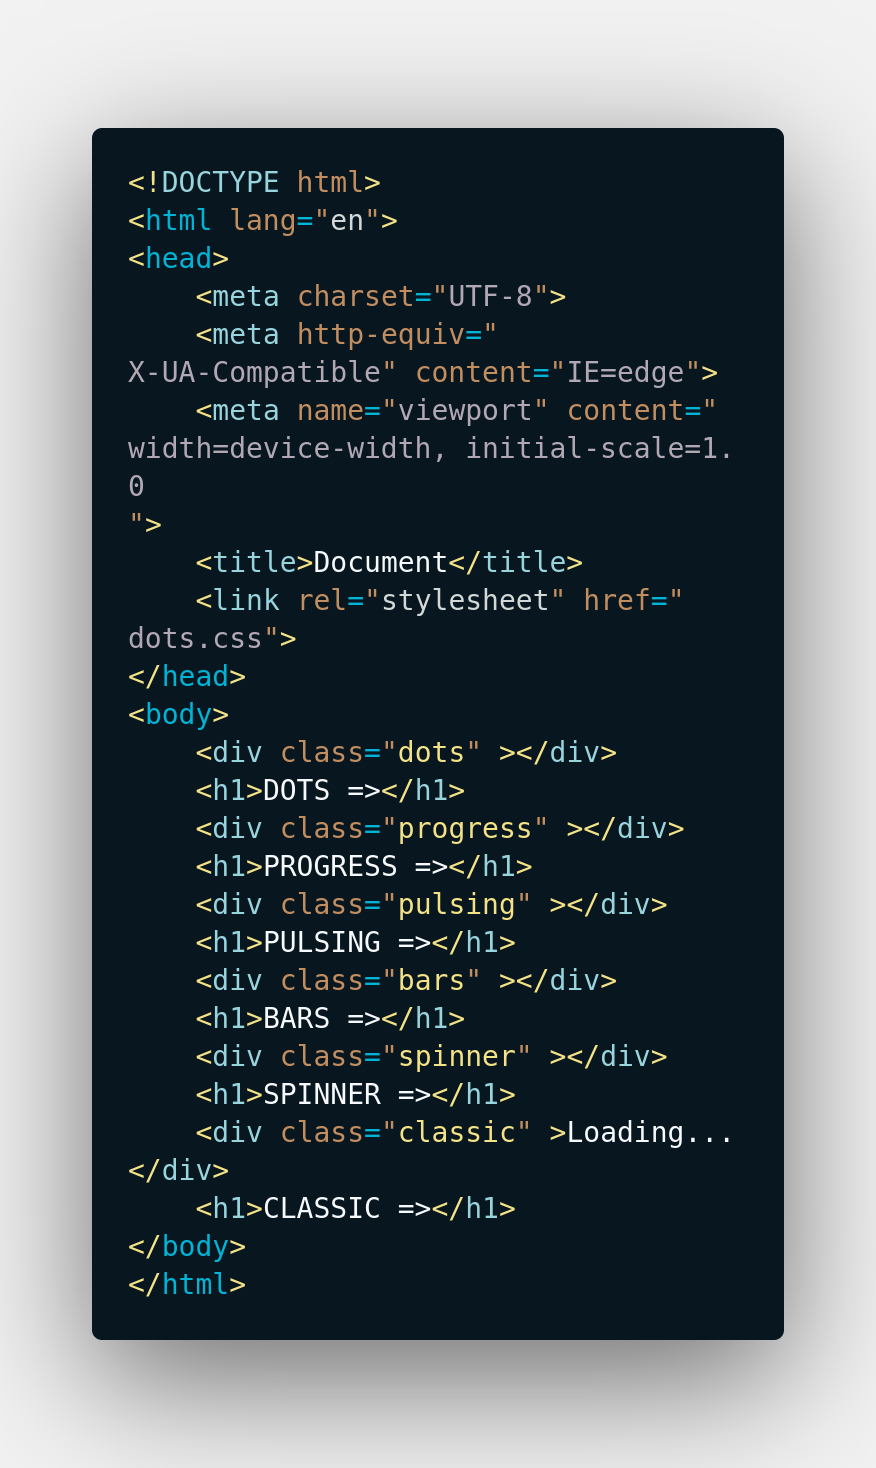 <!DOCTYPE html>
<html lang="en">
<head>
    <meta charset="UTF-8">
    <meta http-equiv="
X-UA-Compatible" content="IE=edge">
    <meta name="viewport" content="
width=device-width, initial-scale=1.
0
">
    <title>Document</title>
    <link rel="stylesheet" href="
dots.css">
</head>
<body>
    <div class="dots" ></div>
    <h1>DOTS =></h1>
    <div class="progress" ></div>
    <h1>PROGRESS =></h1>
    <div class="pulsing" ></div>
    <h1>PULSING =></h1>
    <div class="bars" ></div>
    <h1>BARS =></h1>
    <div class="spinner" ></div>
    <h1>SPINNER =></h1>
    <div class="classic" >Loading...
</div>
    <h1>CLASSIC =></h1>
</body>
</html>